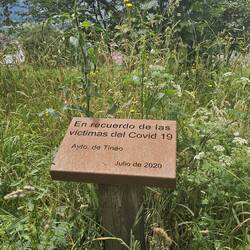 En recuerdo de las
víctimas del Covid 19
Ayto. de Tineo
Julio de 2020